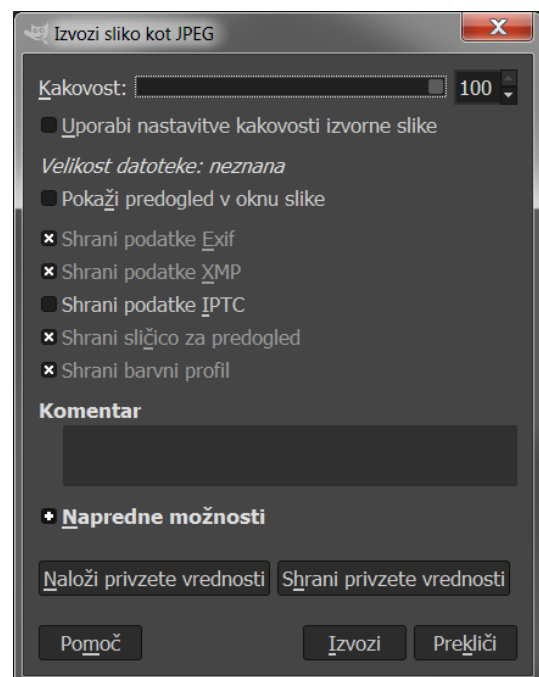 Izvozi sliko kot JPEG
Kakovost: 100
Uporabi nastavitve kakovosti izvorne slike
Velikost datoteke: neznana
Pokaži predogled v oknu slike
Shrani podatke Exif
Shrani podatke XMP
Shrani podatke IPTC
Shrani sličico za predogled
Shrani barvni profil
Komentar
Napredne možnosti
Naloži privzete vrednosti Shrani privzete vrednosti
Pomoč Izvozi Prekliči